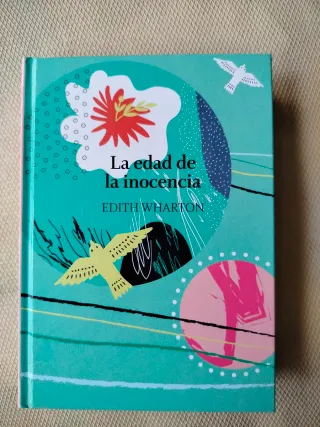 La edad de
la inocencia
EDITH WHARTON